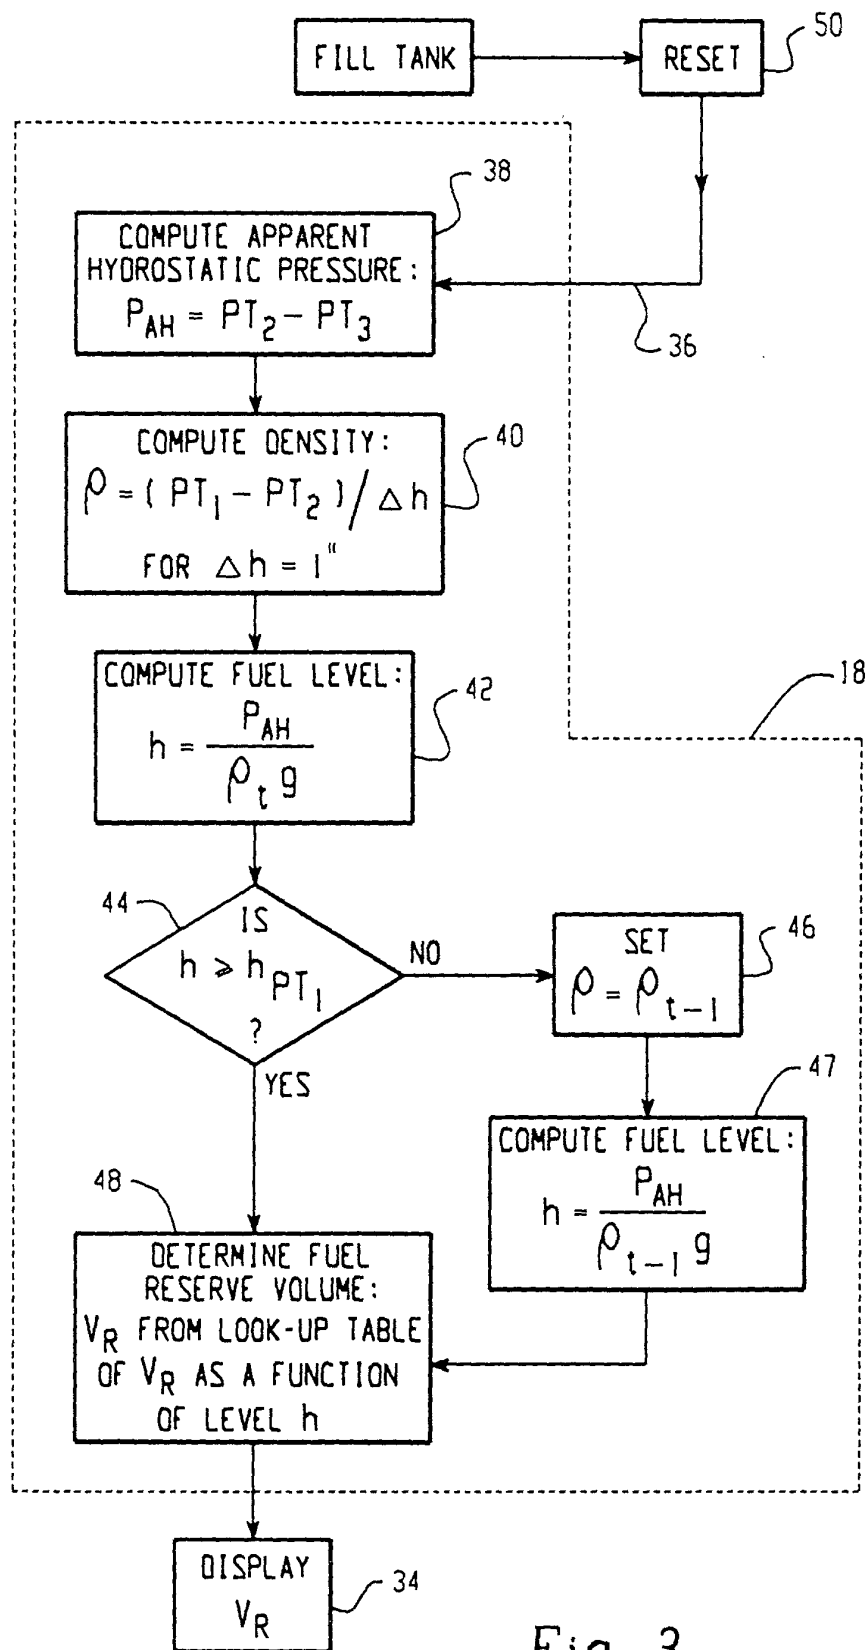 FILL TANK
RESET
50
38
COMPUTE APPARENT
HYDROSTATIC PRESSURE:
P_AH = PT_2 − PT_3
36
40
COMPUTE DENSITY:
ρ = ( PT_1 − PT_2 ) / Δh
FOR Δh = 1"
18
42
COMPUTE FUEL LEVEL:
h = P_AH / ρ_t g
44
IS
h ⩾ h_PT_1
?
NO
YES
46
SET
ρ = ρ_t−1
47
COMPUTE FUEL LEVEL:
h = P_AH / ρ_t−1 g
48
DETERMINE FUEL
RESERVE VOLUME:
V_R FROM LOOK-UP TABLE
OF V_R AS A FUNCTION
OF LEVEL h
DISPLAY
V_R
34
Fig. 3